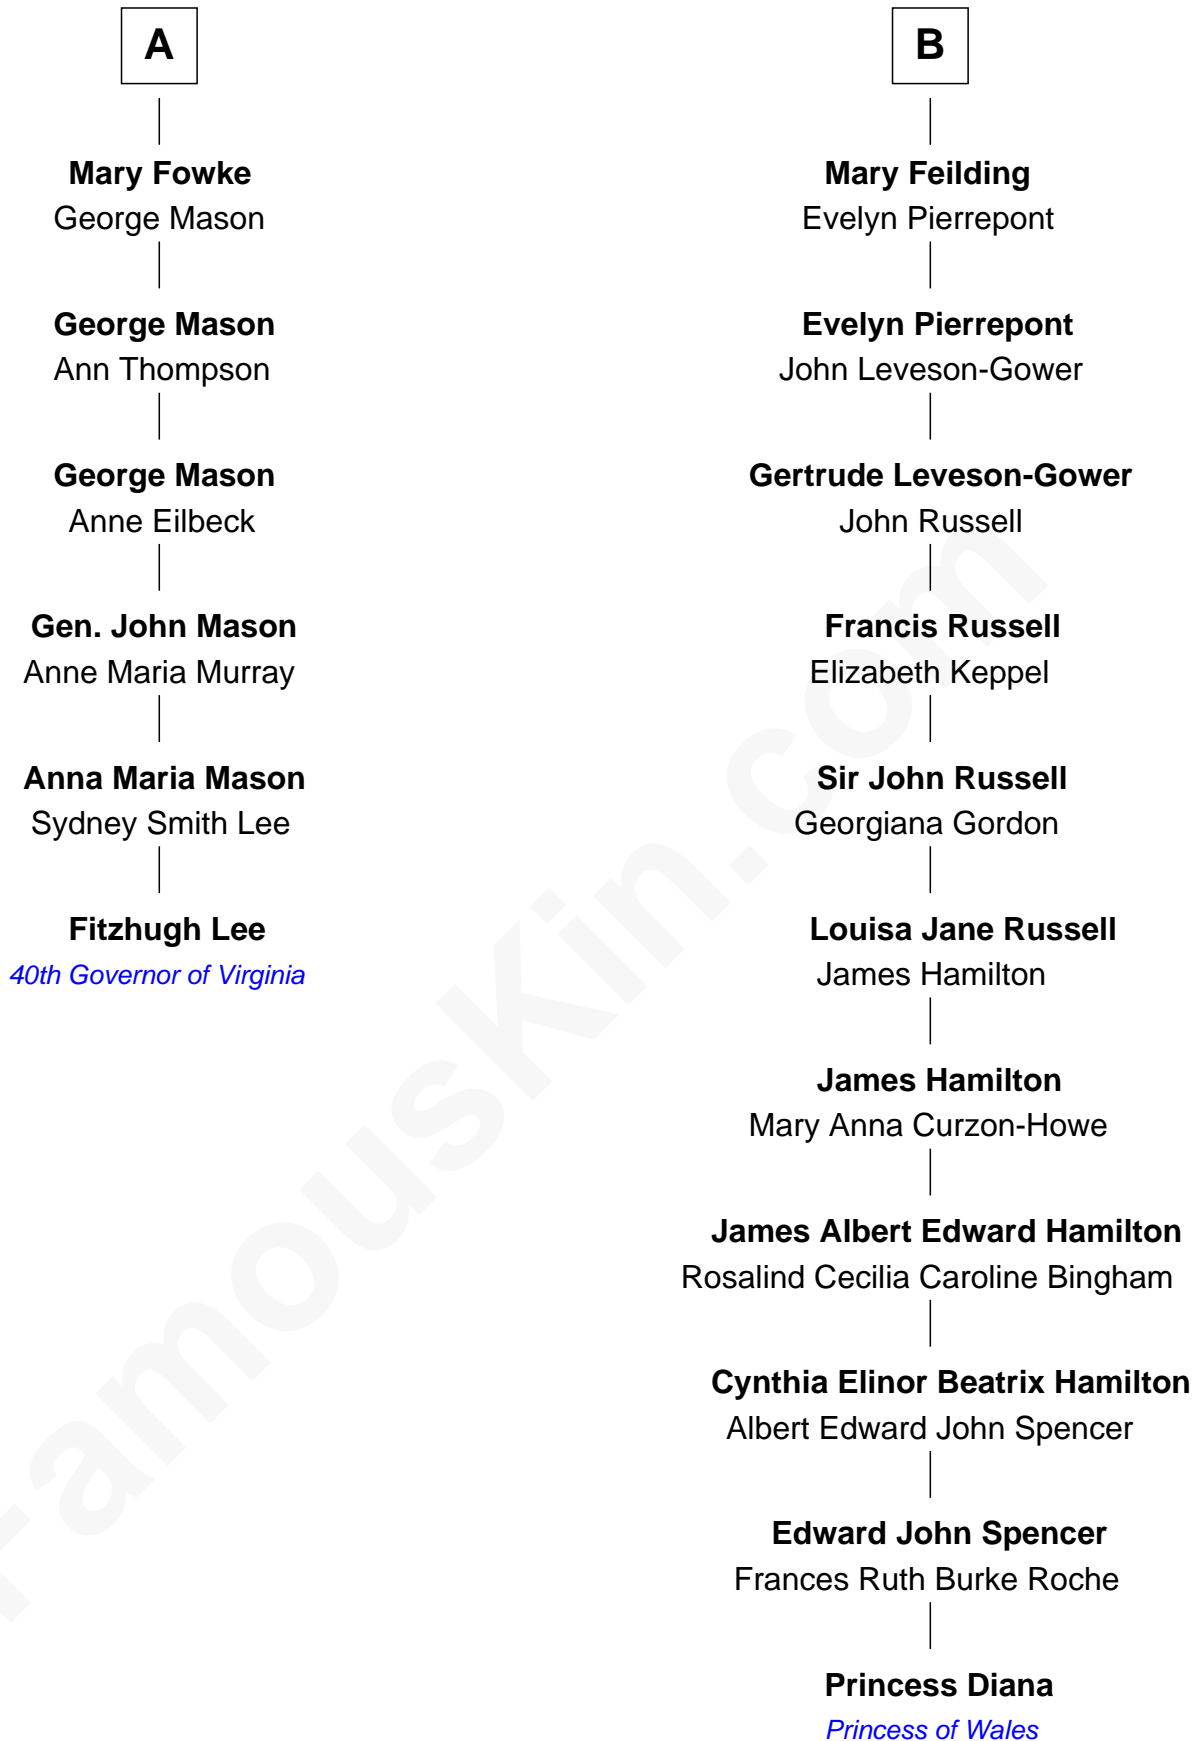 A
Mary Fowke
George Mason
George Mason
Ann Thompson
George Mason
Anne Eilbeck
Gen. John Mason
Anne Maria Murray
Anna Maria Mason
Sydney Smith Lee
Fitzhugh Lee
40th Governor of Virginia
B
Mary Feilding
Evelyn Pierrepont
Evelyn Pierrepont
John Leveson-Gower
Gertrude Leveson-Gower
John Russell
Francis Russell
Elizabeth Keppel
Sir John Russell
Georgiana Gordon
Louisa Jane Russell
James Hamilton
James Hamilton
Mary Anna Curzon-Howe
James Albert Edward Hamilton
Rosalind Cecilia Caroline Bingham
Cynthia Elinor Beatrix Hamilton
Albert Edward John Spencer
Edward John Spencer
Frances Ruth Burke Roche
Princess Diana
Princess of Wales
FamousKin.com